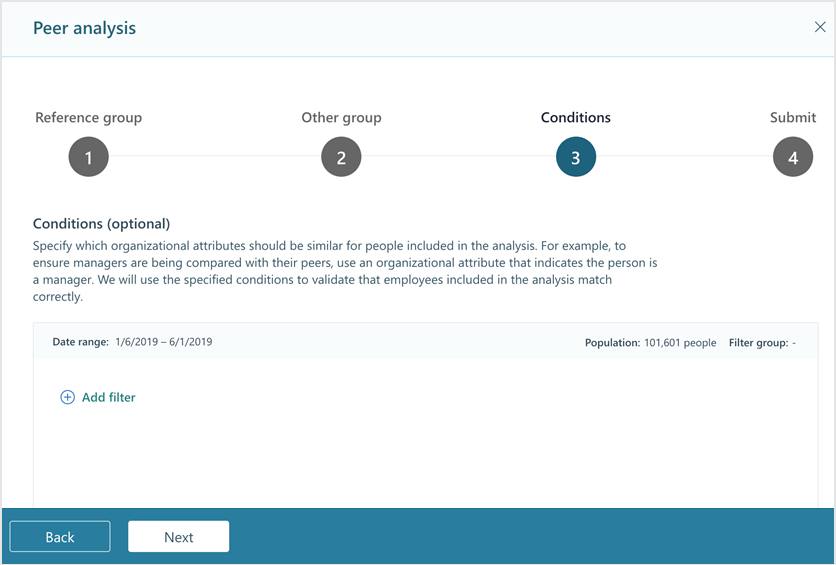 Peer analysis
Reference group
Other group
Conditions
Submit
1
2
3
4
Conditions (optional)
Specify which organizational attributes should be similar for people included in the analysis. For example, to
ensure managers are being compared with their peers, use an organizational attribute that indicates the person is
a manager. We will use the specified conditions to validate that employees included in the analysis match
correctly.
Date range: 1/6/2019 – 6/1/2019 Population: 101,601 people Filter group: -
Add filter
Back Next